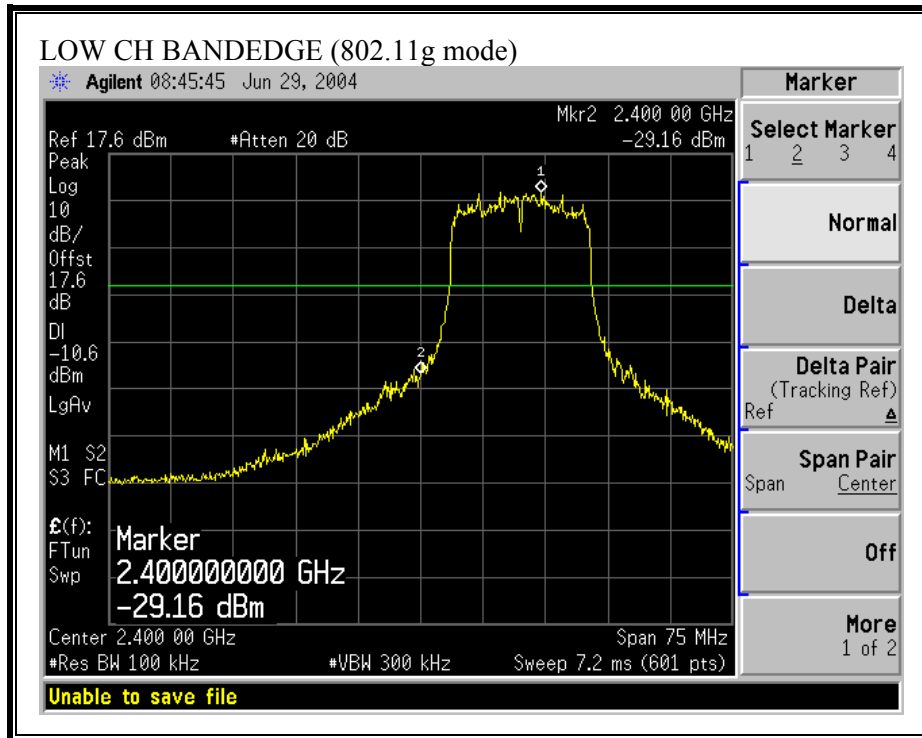 LOW CH BANDEDGE (802.11g mode)
Agilent 08:45:45 Jun 29, 2004
Mkr2 2.400 00 GHz
Ref 17.6 dBm #Atten 20 dB -29.16 dBm
Peak
Log
10
dB/
Offst
17.6
dB
DI
-10.6
dBm
LgAv
M1 S2
S3 FC
£(f):
FTun
Swp
1
2
Marker
2.400000000 GHz
-29.16 dBm
Center 2.400 00 GHz Span 75 MHz
#Res BW 100 kHz #VBW 300 kHz Sweep 7.2 ms (601 pts)
Unable to save file
Marker
Select Marker
1 2 3 4
Normal
Delta
Delta Pair
(Tracking Ref)
Ref Δ
Span Pair
Span Center
Off
More
1 of 2